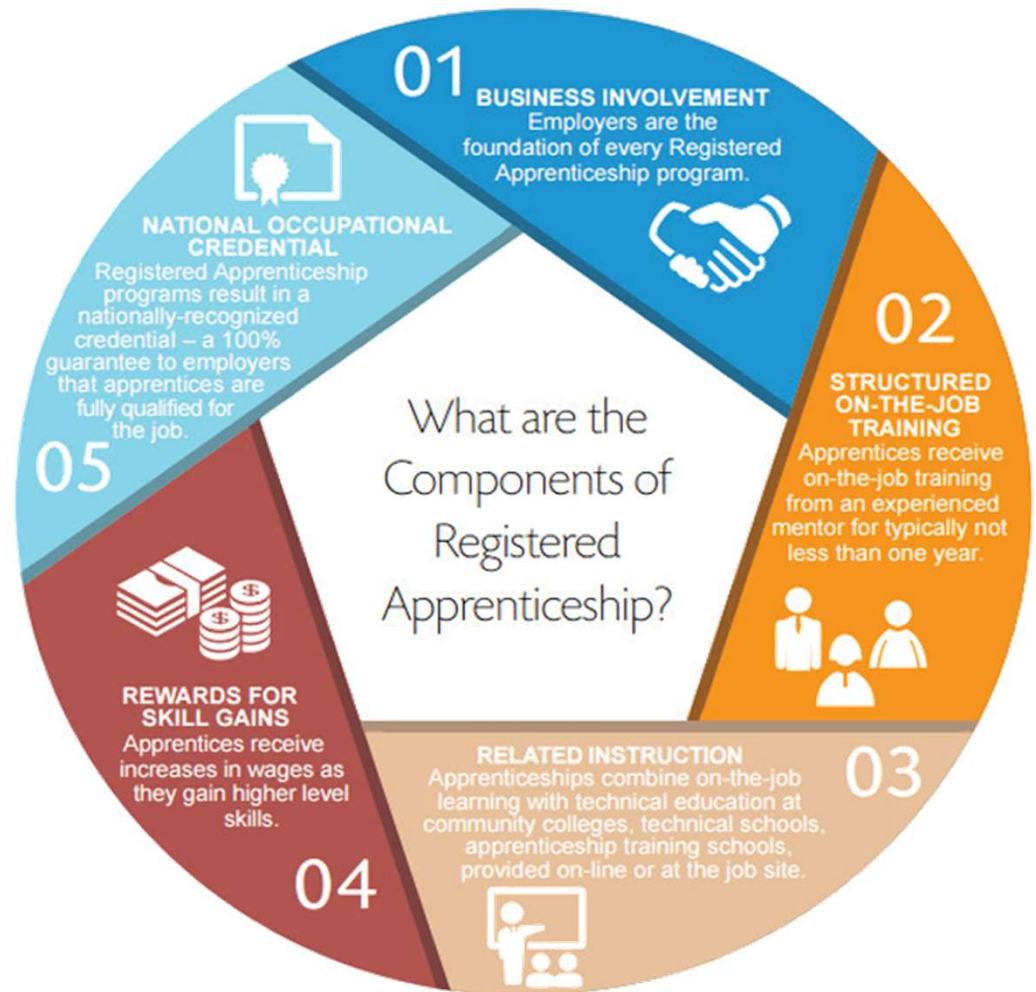 What are the
Components of
Registered
Apprenticeship?
01
BUSINESS INVOLVEMENT
Employers are the
foundation of every Registered
Apprenticeship program.
02
STRUCTURED
ON-THE-JOB
TRAINING
Apprentices receive
on-the-job training
from an experienced
mentor for typically not
less than one year.
03
RELATED INSTRUCTION
Apprenticeships combine on-the-job
learning with technical education at
community colleges, technical schools,
apprenticeship training schools,
provided on-line or at the job site.
04
REWARDS FOR
SKILL GAINS
Apprentices receive
increases in wages as
they gain higher level
skills.
$
$
05
NATIONAL OCCUPATIONAL
CREDENTIAL
Registered Apprenticeship
programs result in a
nationally-recognized
credential – a 100%
guarantee to employers
that apprentices are
fully qualified for
the job.